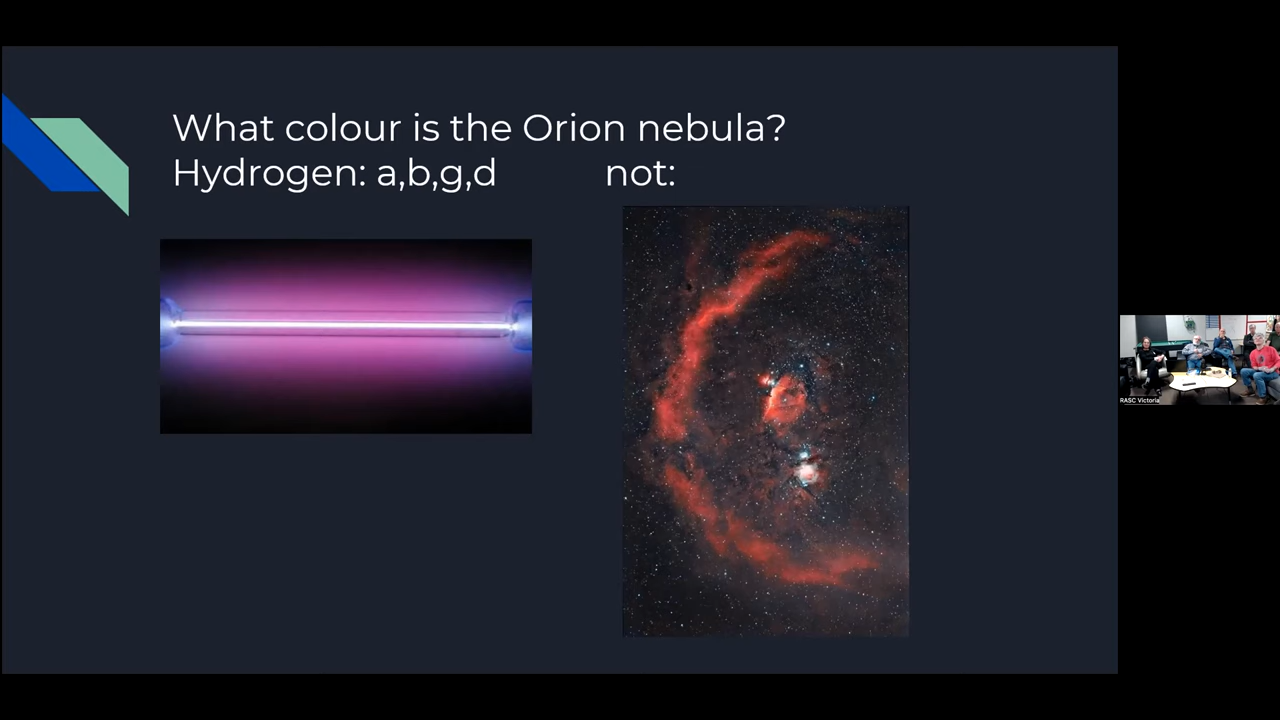 What colour is the Orion nebula?
Hydrogen: a,b,g,d not:
RASC Victoria